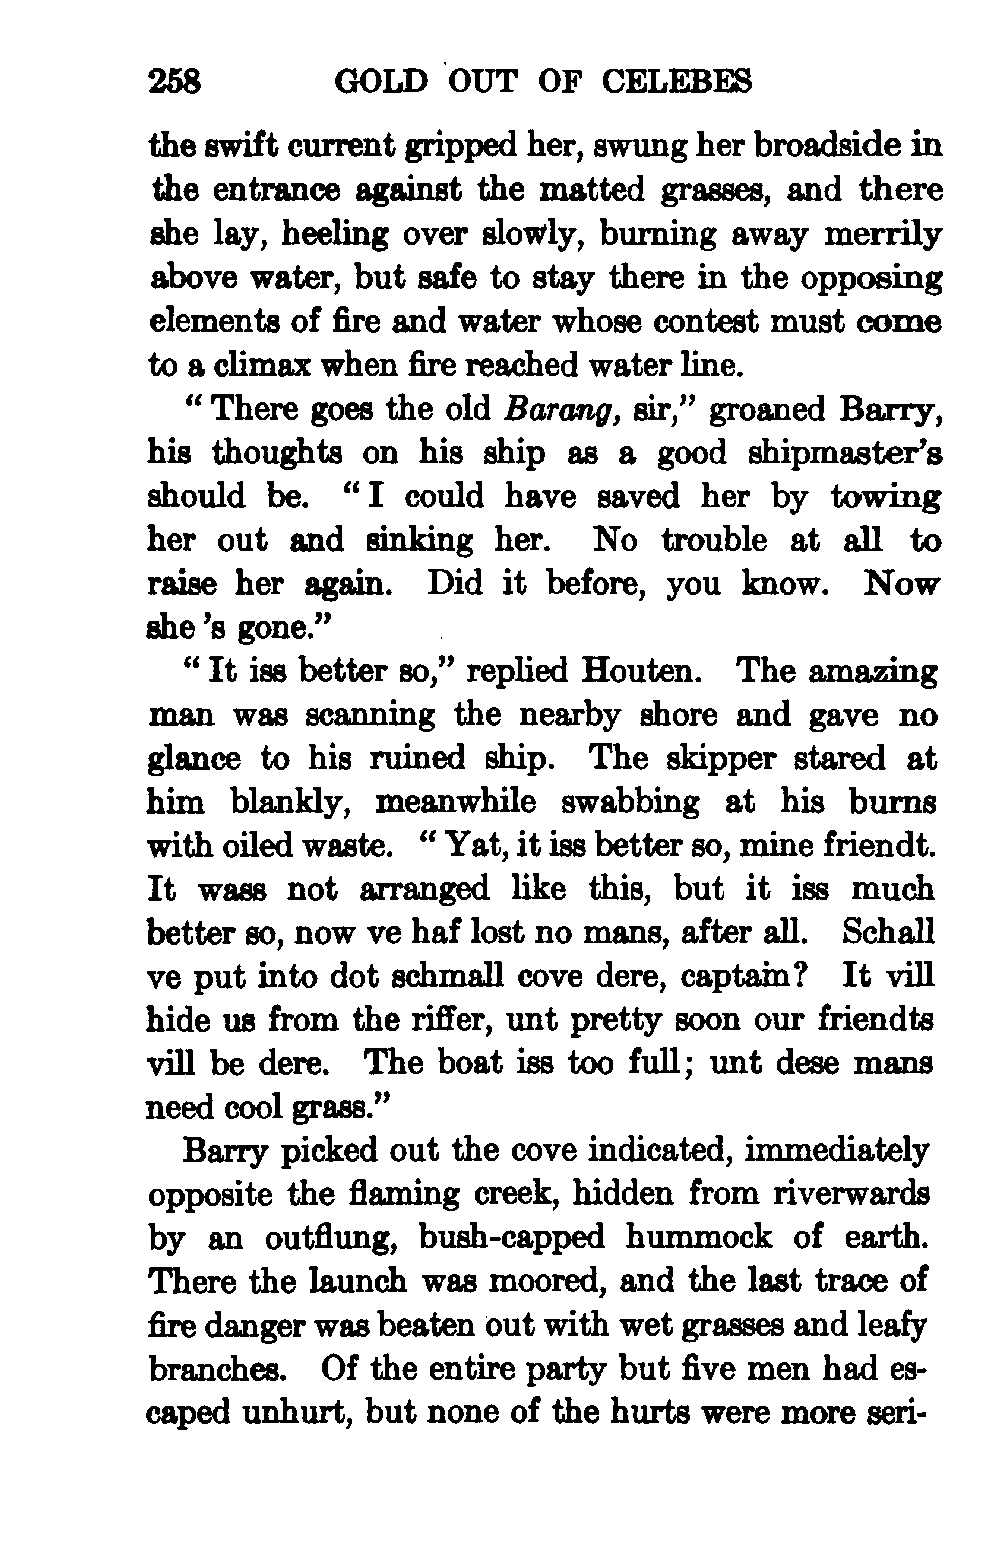 258 GOLD OUT OF CELEBES
the swift current gripped her, swung her broadside in
the entrance against the matted grasses, and there
she lay, heeling over slowly, burning away merrily
above water, but safe to stay there in the opposing
elements of fire and water whose contest must come
to a climax when fire reached water line.
“There goes the old Barang, sir,” groaned Barry,
his thoughts on his ship as a good shipmaster’s
should be. “I could have saved her by towing
her out and sinking her. No trouble at all to
raise her again. Did it before, you know. Now
she ’s gone.”
“It iss better so,” replied Houten. The amazing
man was scanning the nearby shore and gave no
glance to his ruined ship. The skipper stared at
him blankly, meanwhile swabbing at his burns
with oiled waste. “Yat, it iss better so, mine friendt.
It wass not arranged like this, but it iss much
better so, now ve haf lost no mans, after all. Schall
ve put into dot schmall cove dere, captain? It vill
hide us from the riffer, unt pretty soon our friendts
vill be dere. The boat iss too full; unt dese mans
need cool grass.”
Barry picked out the cove indicated, immediately
opposite the flaming creek, hidden from riverwards
by an outflung, bush-capped hummock of earth.
There the launch was moored, and the last trace of
fire danger was beaten out with wet grasses and leafy
branches. Of the entire party but five men had es-
caped unhurt, but none of the hurts were more seri-